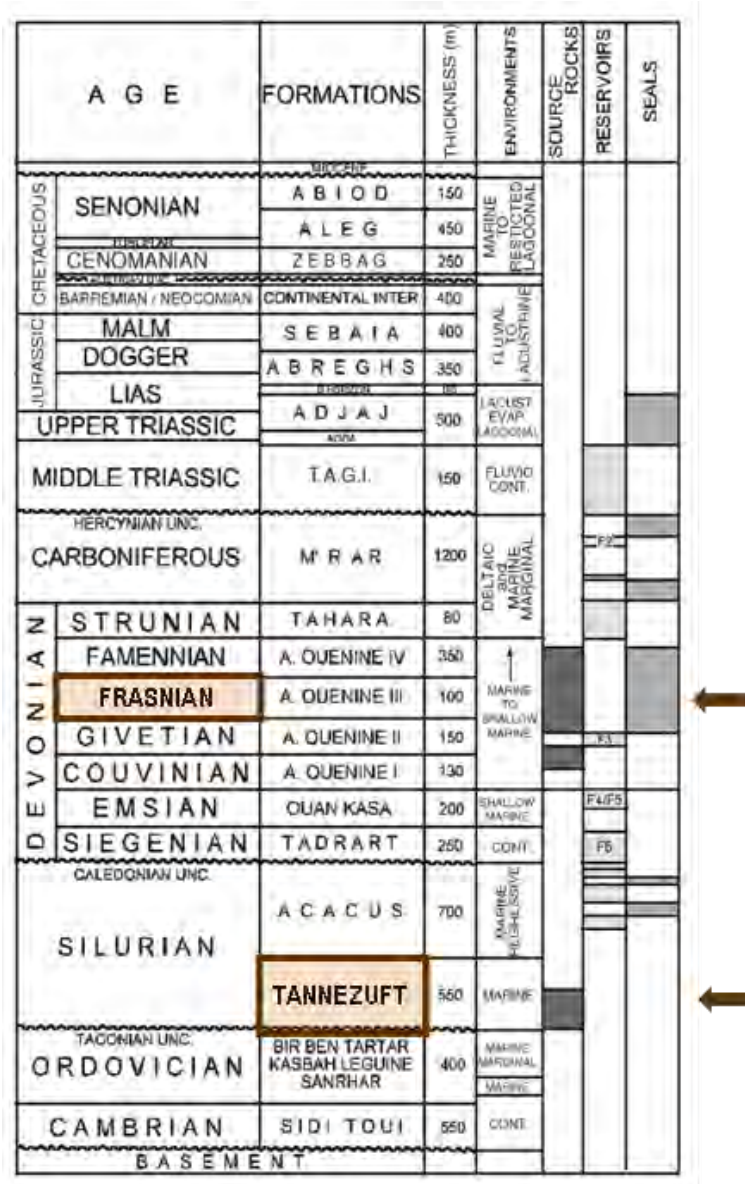 A G E
FORMATIONS
THICKNESS (m)
ENVIRONMENTS
SOURCE ROCKS
RESERVOIRS
SEALS
MIOCENE
CRETACEOUS
SENONIAN
ABIOD
150
MARINE TO RESTICTED LAGOONAL
ALEG
450
CENOMANIAN
ZEBBAG
250
BARREMIAN / NEOCOMIAN
CONTINENTAL INTER
400
FLUVIAL TO LACUSTRINE
JURASSIC
MALM
SEBAIA
400
DOGGER
ABREGHS
350
LIAS
ADJAJ
500
LACUST
EVAP
LAGOONAL
UPPER TRIASSIC
MIDDLE TRIASSIC
T.A.G.I.
150
FLUVIO
CONT.
HERCYNIAN UNC.
CARBONIFEROUS
M'RAR
1200
DELTAIC and MARINE MARGINAL
F2
DEVONIAN
STRUNIAN
TAHARA
80
FAMENNIAN
A. OUENINE IV
350
FRASNIAN
A. OUENINE III
100
MARINE
TO
SHALLOW
MARINE
GIVETIAN
A. OUENINE II
150
F3
COUVINIAN
A. OUENINE I
130
EMSIAN
OUAN KASA
200
SHALLOW
MARINE
F4/F5
SIEGENIAN
TADRART
250
CONT.
F6
CALEDONIAN UNC.
SILURIAN
ACACUS
700
MARINE
TANNEZUFT
550
MARINE
TACONIAN UNC.
ORDOVICIAN
BIR BEN TARTAR
KASBAH LEGUINE
SANRHAR
400
MARINE
MARGINAL
MARINE
CAMBRIAN
SIDI TOUI
550
CONT.
BASEMENT